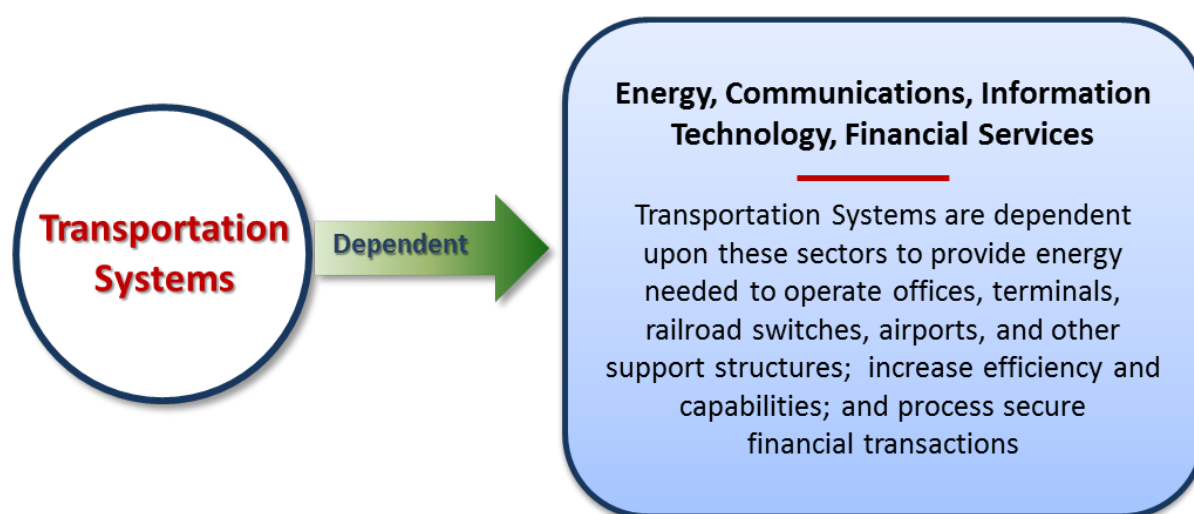 Transportation
Systems
Dependent
Energy, Communications, Information
Technology, Financial Services
Transportation Systems are dependent
upon these sectors to provide energy
needed to operate offices, terminals,
railroad switches, airports, and other
support structures;  increase efficiency and
capabilities; and process secure
financial transactions